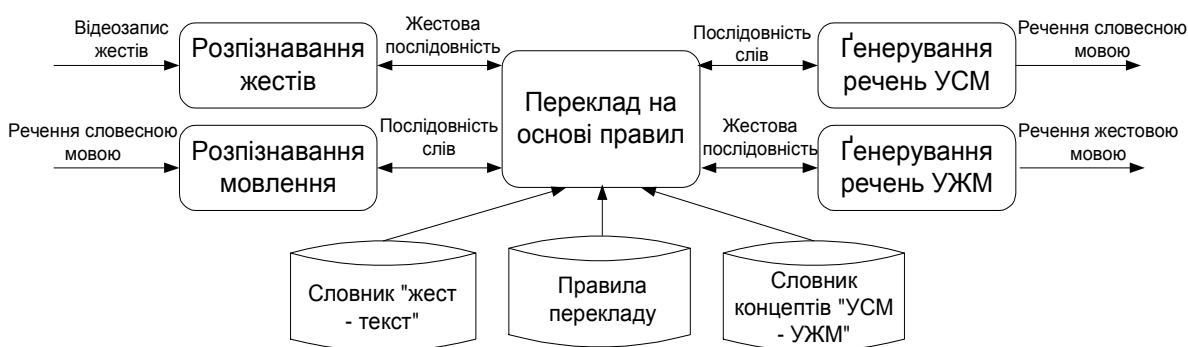 Відеозапис
жестів
Розпізнавання
жестів
Жестова
послідовність
Переклад на
основі правил
Послідовність
слів
Ґенерування
речень УСМ
Речення словесною
мовою
Речення словесною
мовою
Розпізнавання
мовлення
Послідовність
слів
Жестова
послідовність
Ґенерування
речень УЖМ
Речення жестовою
мовою
Словник "жест
- текст"
Правила
перекладу
Словник
концептів "УСМ
- УЖМ"